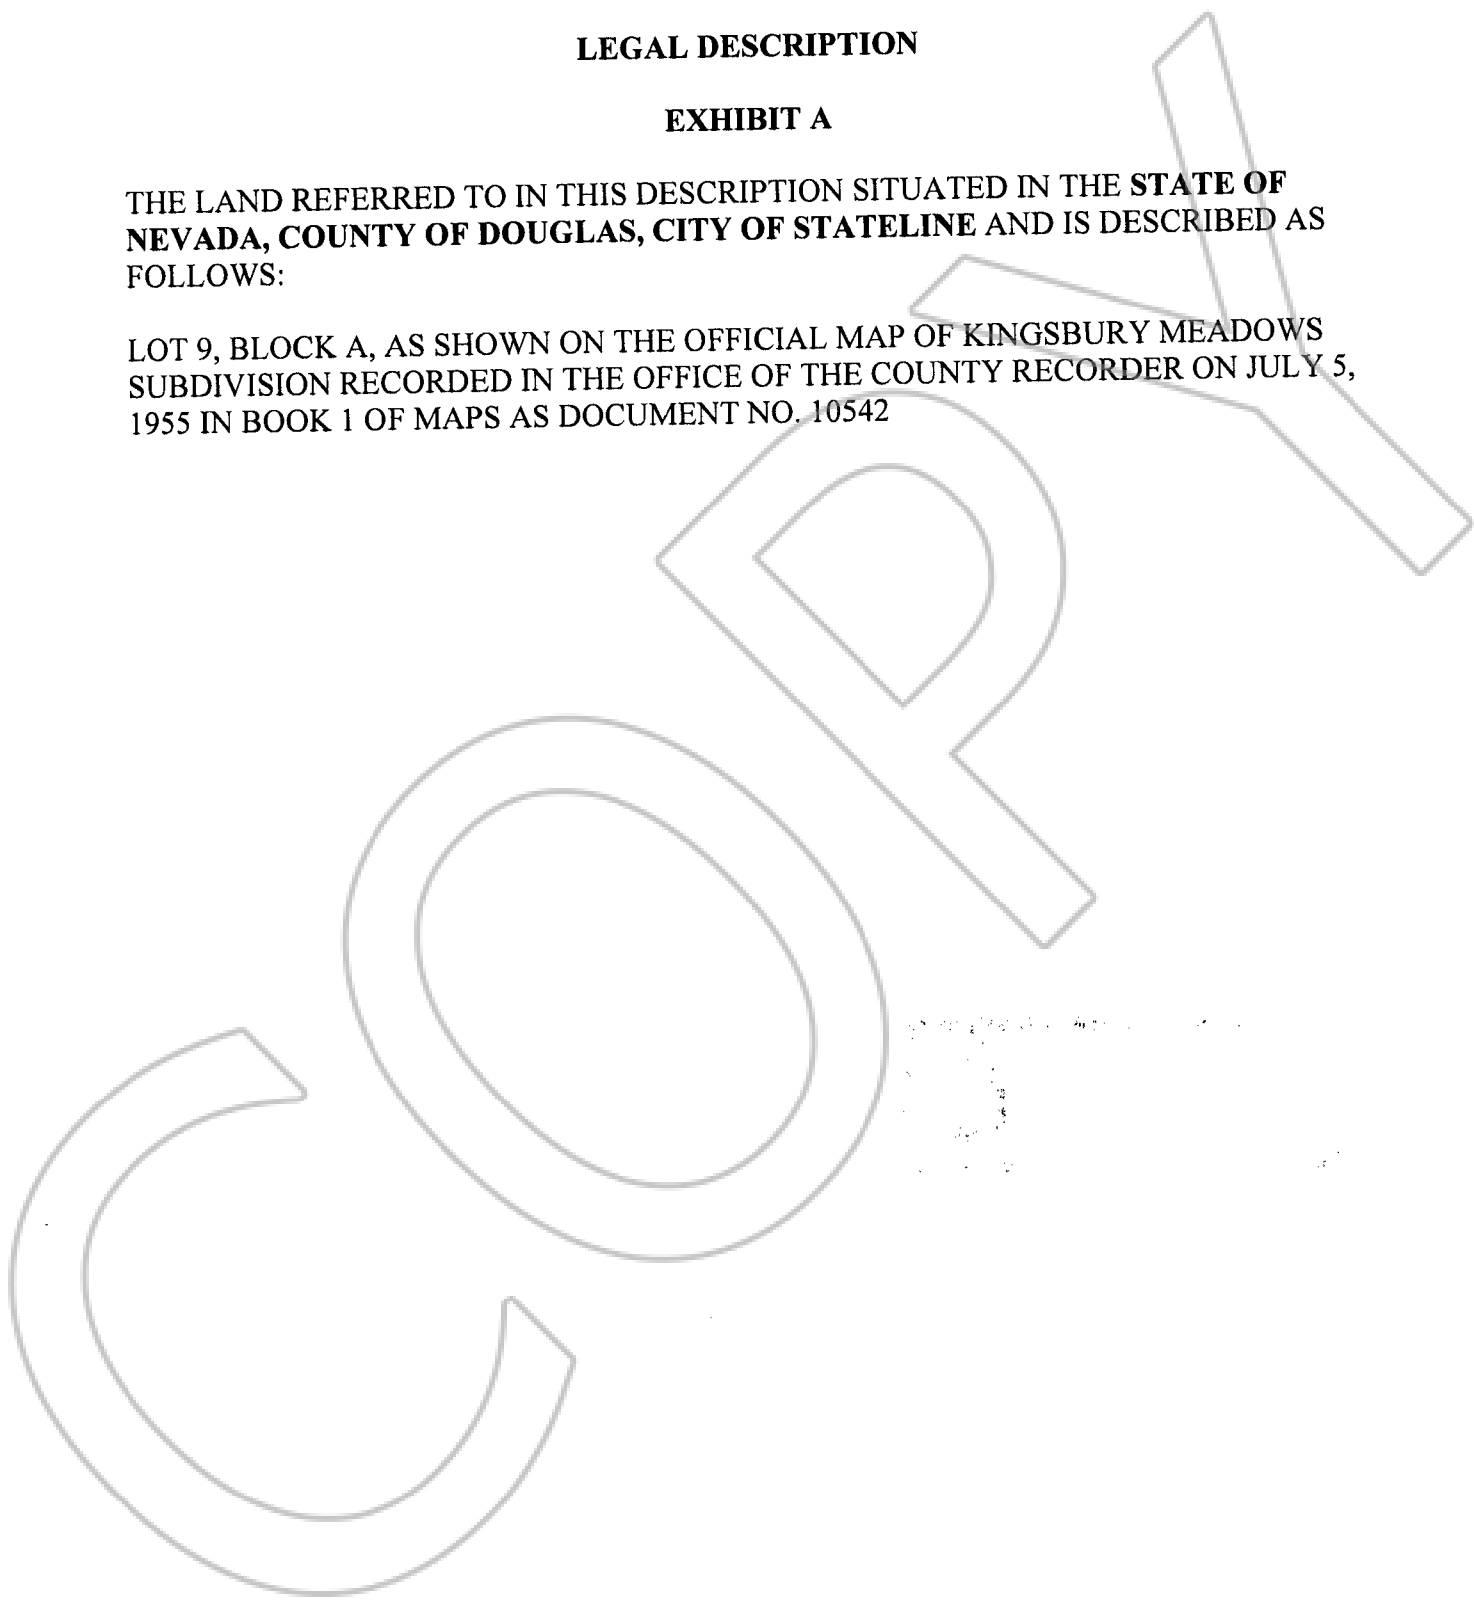 LEGAL DESCRIPTION
EXHIBIT A
THE LAND REFERRED TO IN THIS DESCRIPTION SITUATED IN THE STATE OF
NEVADA, COUNTY OF DOUGLAS, CITY OF STATELINE AND IS DESCRIBED AS
FOLLOWS:
LOT 9, BLOCK A, AS SHOWN ON THE OFFICIAL MAP OF KINGSBURY MEADOWS
SUBDIVISION RECORDED IN THE OFFICE OF THE COUNTY RECORDER ON JULY 5,
1955 IN BOOK 1 OF MAPS AS DOCUMENT NO. 10542
COPY